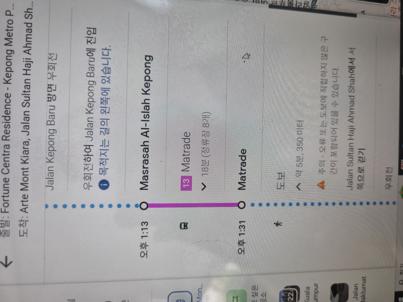 출발: Fortune Centra Residence - Kepong Metro P...
도착: Arte Mont Kiara, Jalan Sultan Haji Ahmad Sh...
Jalan Kepong Baru 방면 우회전
우회전하여 Jalan Kepong Baru에 진입
목적지는 길의 왼쪽에 있습니다.
오후 1:13 Masrasah Al-Islah Kepong
13 Matrade
18분 (정류장 8개)
오후 1:31 Matrade
도보
약 5분, 350 미터
주의 - 오류 또는 도보에 적합하지 않은 구
간이 포함되어 있을 수 있습니다.
Jalan Sultan Haji Ahmad Shah에서 서
쪽으로 걷기
우회전